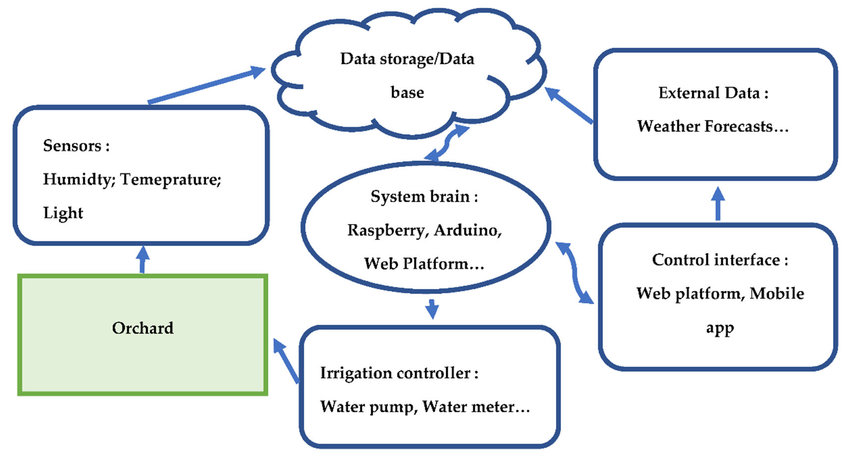 Data storage/Data
base
External Data :
Weather Forecasts…
Sensors :
Humidty; Temeprature;
Light
System brain :
Raspberry, Arduino,
Web Platform…
Control interface :
Web platform, Mobile
app
Orchard
Irrigation controller :
Water pump, Water meter…